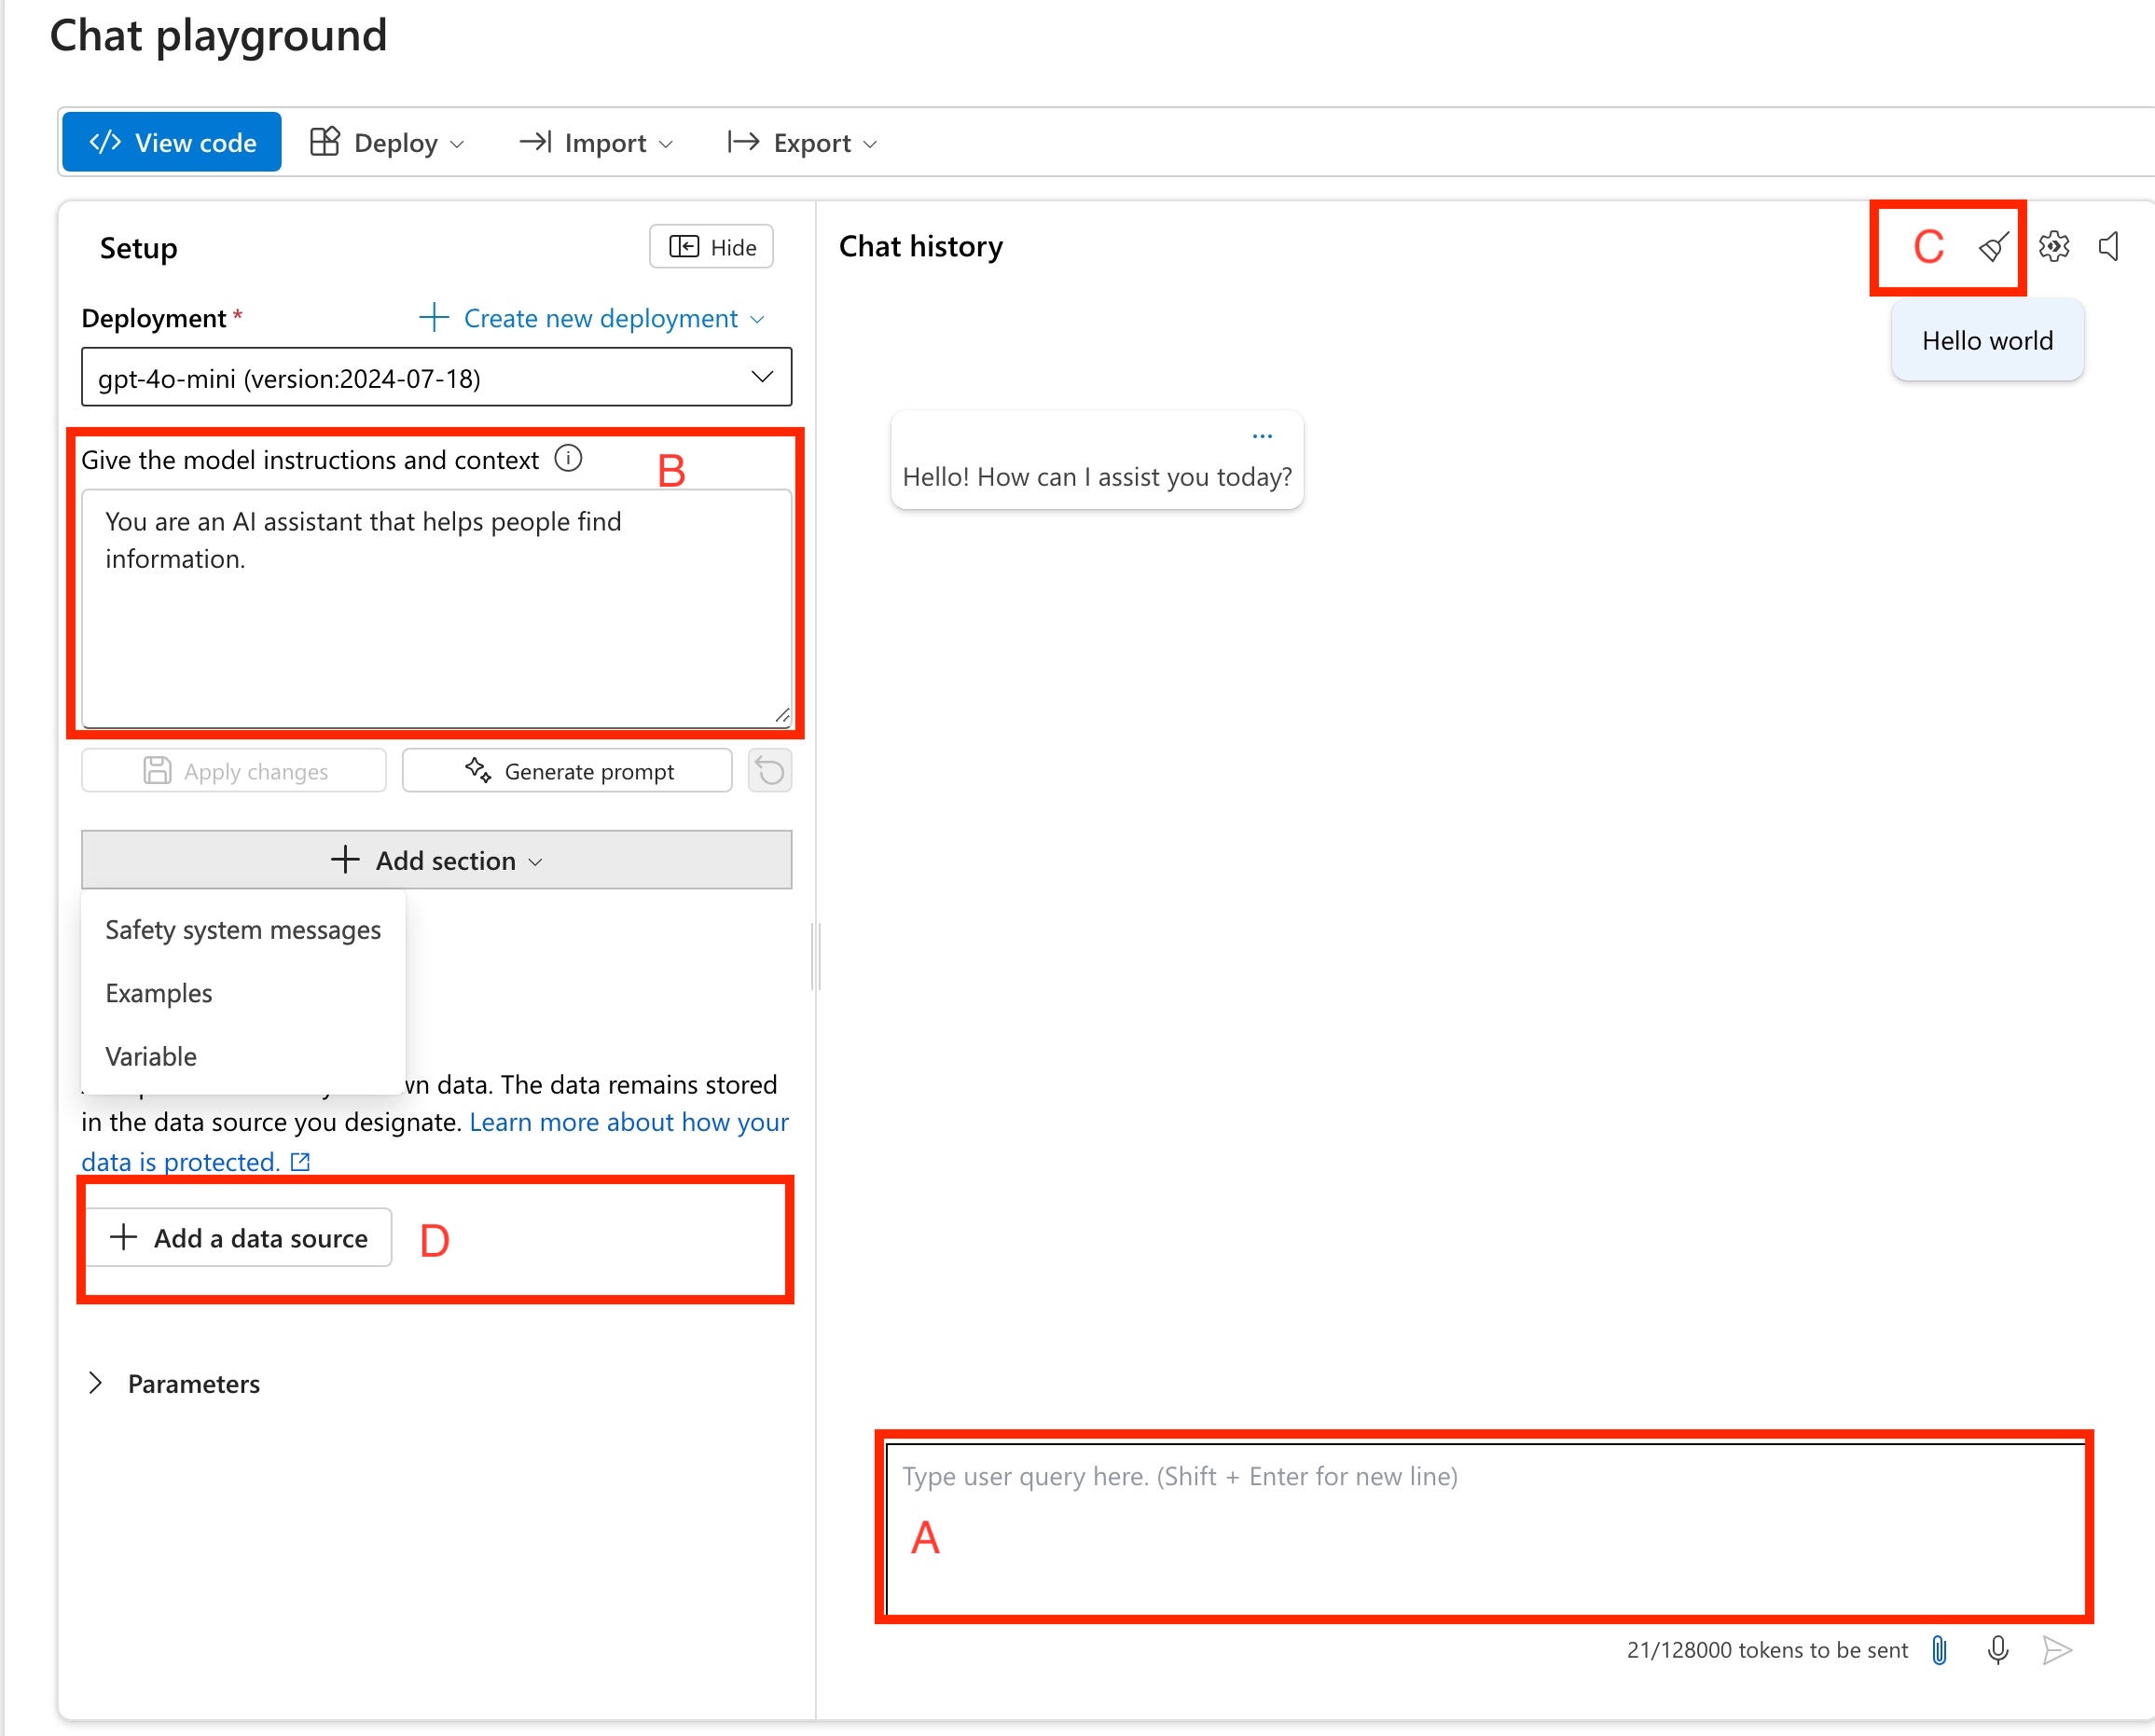 Chat playground
View code
Deploy
Import
Export
Setup
Hide
Deployment *
Create new deployment
gpt-4o-mini (version:2024-07-18)
Give the model instructions and context
B
You are an AI assistant that helps people find
information.
Apply changes
Generate prompt
Add section
Safety system messages
Examples
Variable
wn data. The data remains stored
in the data source you designate. Learn more about how your
data is protected.
Add a data source
D
Parameters
Chat history
C
Hello world
...
Hello! How can I assist you today?
Type user query here. (Shift + Enter for new line)
A
21/128000 tokens to be sent